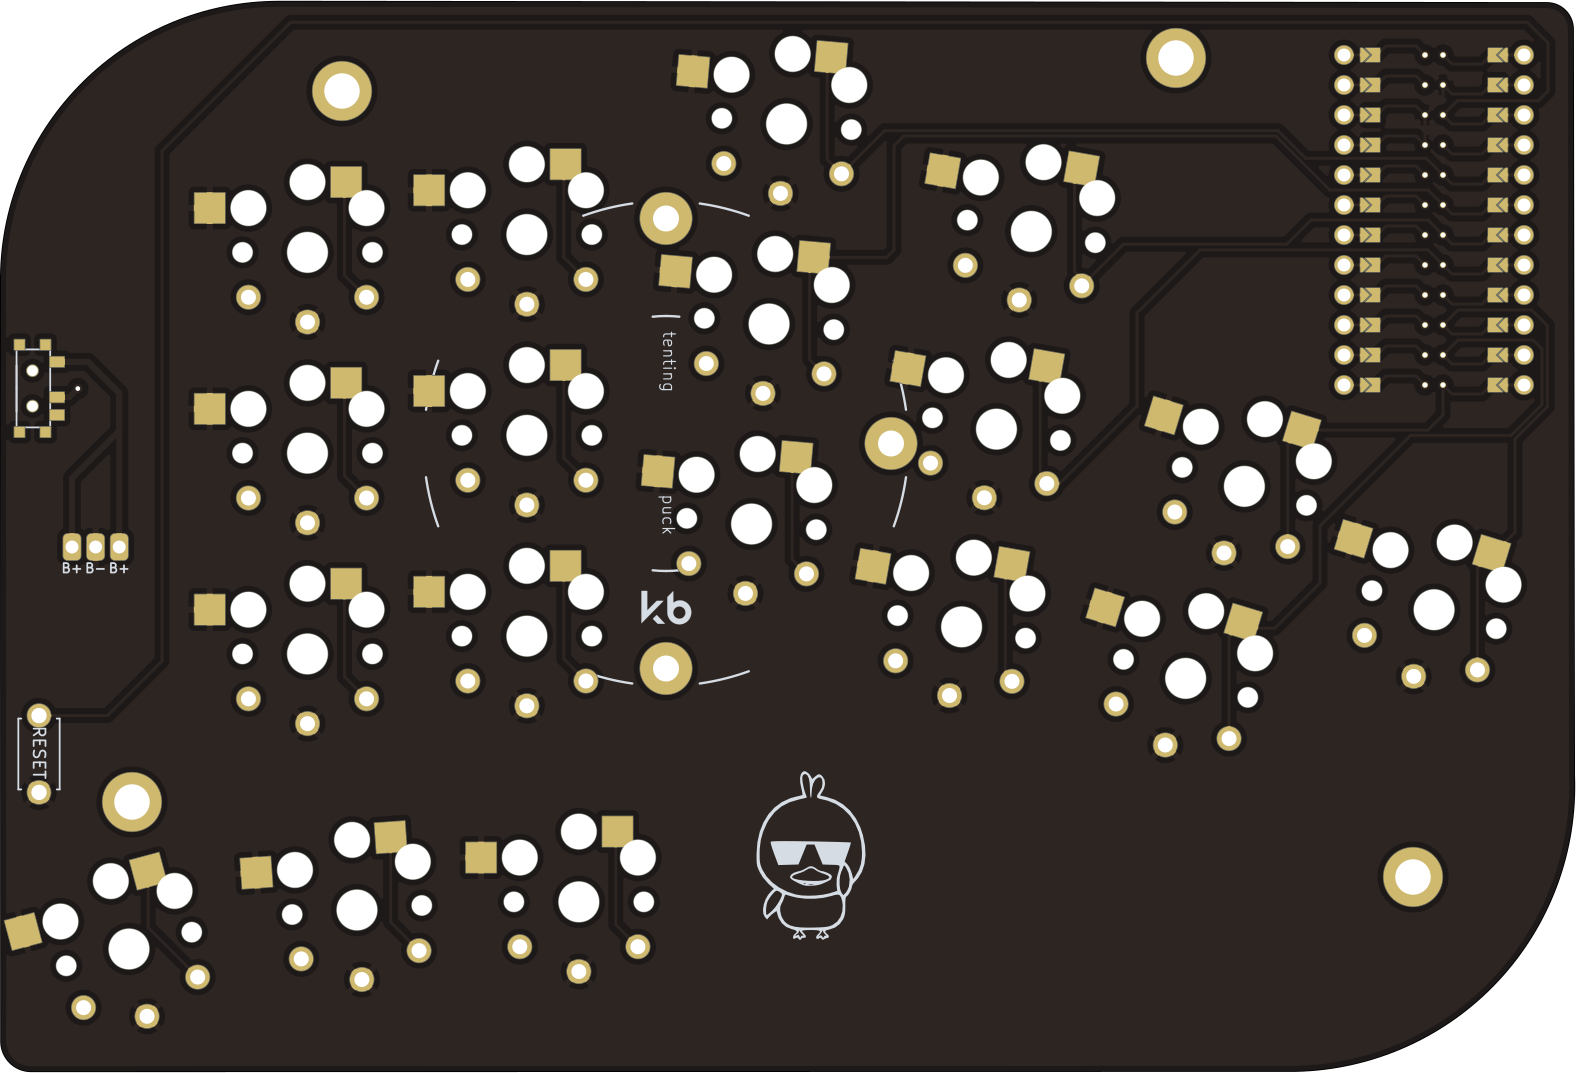 tenting
puck
B+ B- B+
kb
RESET